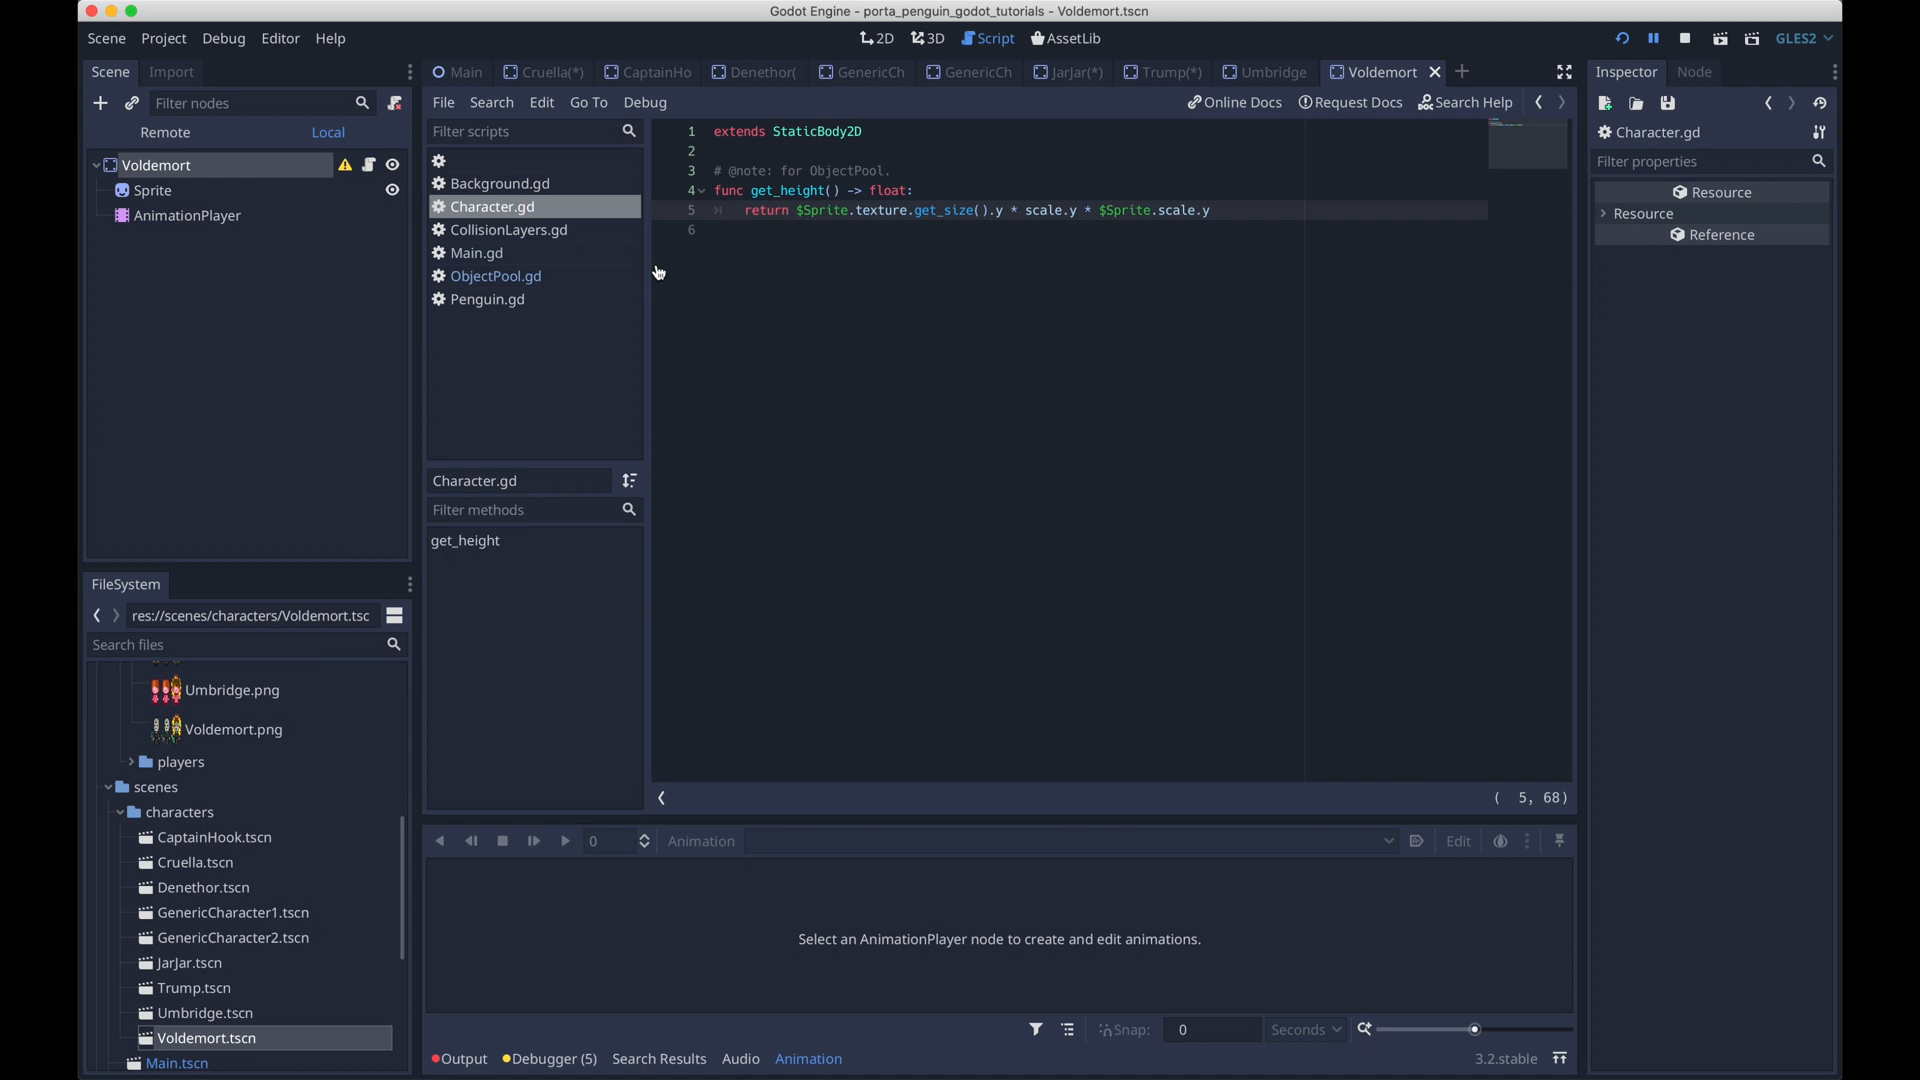 Godot Engine - porta_penguin_godot_tutorials - Voldemort.tscn
Scene Project Debug Editor Help
2D 3D Script AssetLib
GLES2
Scene Import
Main Cruella(*) CaptainHo Denethor( GenericCh GenericCh JarJar(*) Trump(*) Umbridge Voldemort
Inspector Node
Filter nodes
File Search Edit Go To Debug
Online Docs Request Docs Search Help
Remote Local
Filter scripts
Character.gd
Filter properties
Voldemort
Sprite
AnimationPlayer
Background.gd
Character.gd
CollisionLayers.gd
Main.gd
ObjectPool.gd
Penguin.gd
1 extends StaticBody2D
2
3 # @note: for ObjectPool.
4 func get_height() -> float:
5 return $Sprite.texture.get_size().y * scale.y * $Sprite.scale.y
6
Resource
Resource
Reference
Character.gd
Filter methods
get_height
( 5, 68)
FileSystem
res://scenes/characters/Voldemort.tsc
Search files
Umbridge.png
Voldemort.png
players
scenes
characters
CaptainHook.tscn
Cruella.tscn
Denethor.tscn
GenericCharacter1.tscn
GenericCharacter2.tscn
JarJar.tscn
Trump.tscn
Umbridge.tscn
Voldemort.tscn
Main.tscn
0 Animation Edit
Select an AnimationPlayer node to create and edit animations.
Snap: 0 Seconds
Output Debugger (5) Search Results Audio Animation
3.2.stable